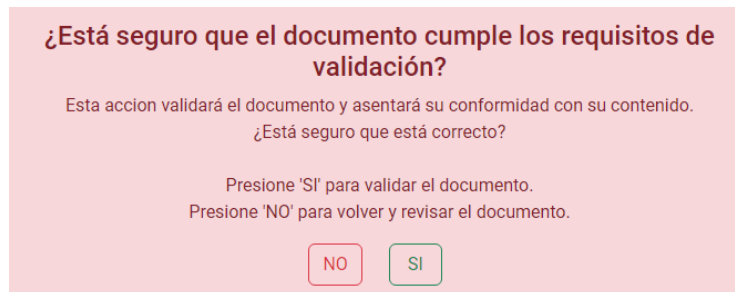 ¿Está seguro que el documento cumple los requisitos de
validación?
Esta accion validará el documento y asentará su conformidad con su contenido.
¿Está seguro que está correcto?
Presione 'SI' para validar el documento.
Presione 'NO' para volver y revisar el documento.
NO
SI